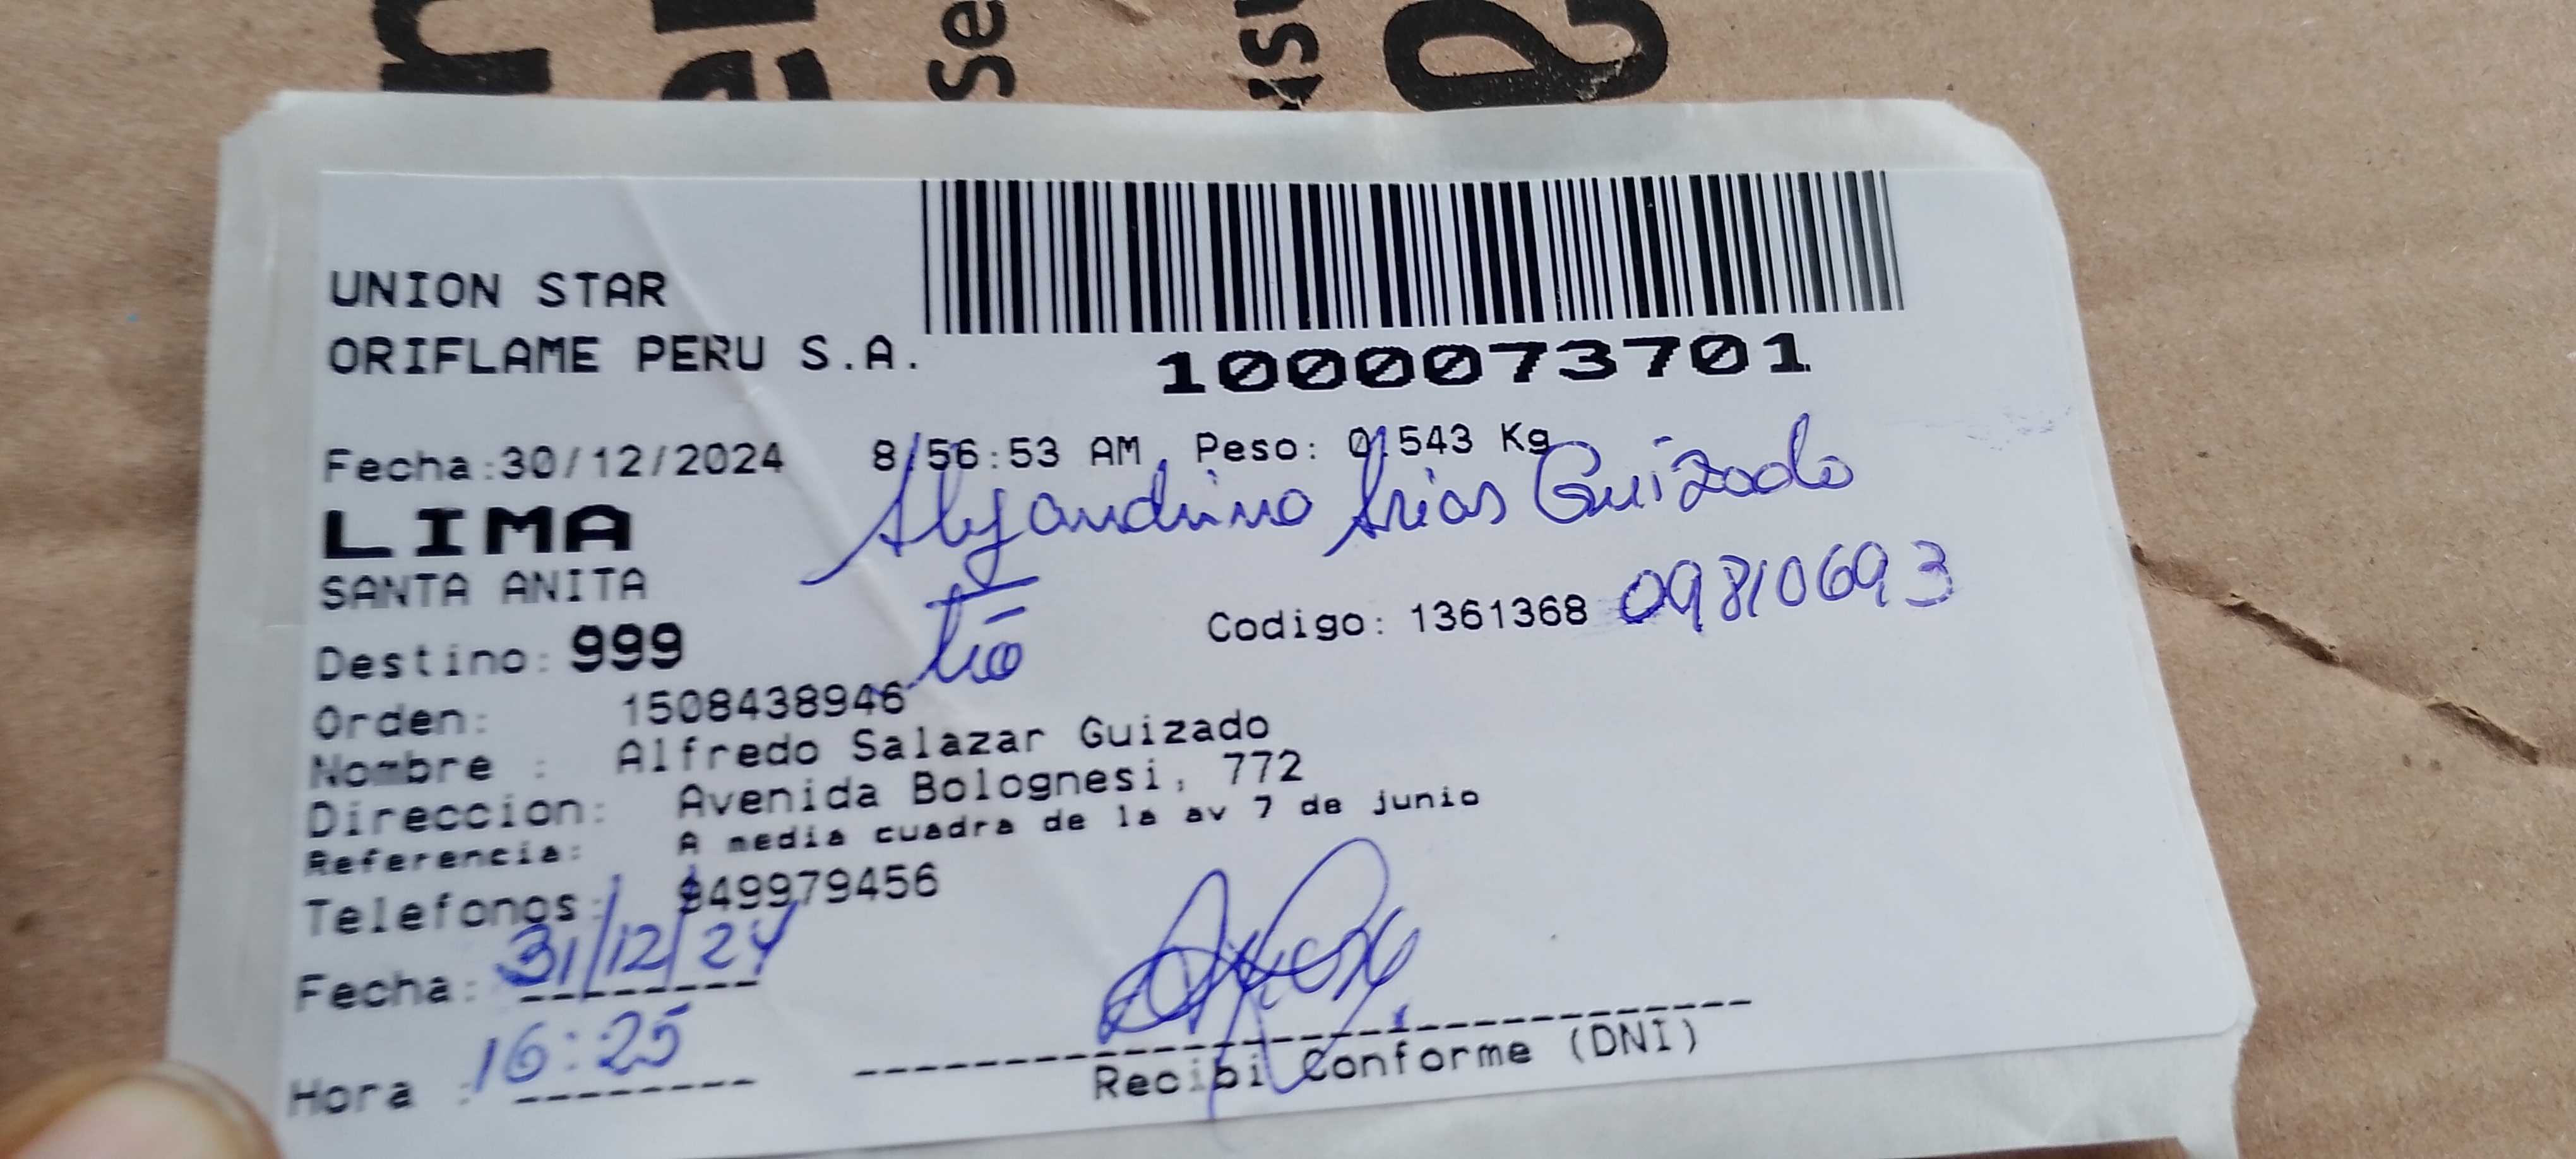 UNION STAR
ORIFLAME PERU S.A.
1000073701
Fecha:30/12/2024 8:56:53 AM Peso: 0.543 Kg
Alejandrino Arias Guizado
LIMA
SANTA ANITA
tío
Codigo: 1361368 09810693
Destino: 999
Orden: 1508438946
Nombre : Alfredo Salazar Guizado
Direccion: Avenida Bolognesi, 772
Referencia: A media cuadra de la av 7 de junio
Telefonos: 949979456
Fecha: 31/12/24
Hora : 16:25
Recibi Conforme (DNI)